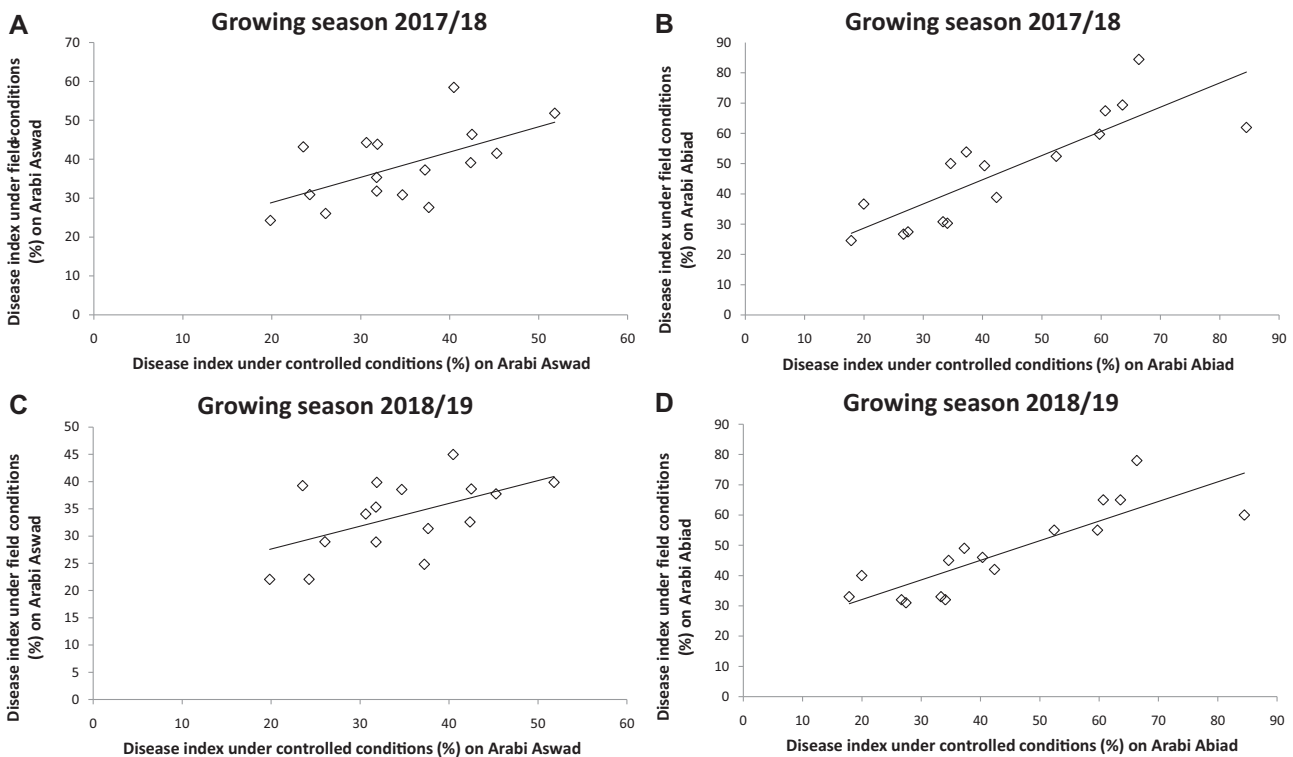 A
Growing season 2017/18
Disease index under field conditions
(%) on Arabi Aswad
70
60
50
40
30
20
10
0
0 10 20 30 40 50 60
Disease index under controlled conditions (%) on Arabi Aswad
B
Growing season 2017/18
Disease index under field conditions
(%) on Arabi Abiad
90
80
70
60
50
40
30
20
10
0
0 10 20 30 40 50 60 70 80 90
Disease index under controlled conditions (%) on Arabi Abiad
C
Growing season 2018/19
Disease index under field conditions
(%) on Arabi Aswad
50
45
40
35
30
25
20
15
10
5
0
0 10 20 30 40 50 60
Disease index under controlled conditions (%) on Arabi Aswad
D
Growing season 2018/19
Disease index under field conditions
(%) on Arabi Abiad
90
80
70
60
50
40
30
20
10
0
0 10 20 30 40 50 60 70 80 90
Disease index under controlled conditions (%) on Arabi Abiad